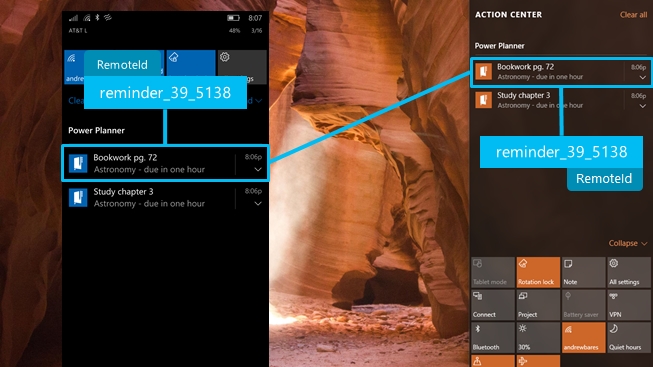 8:07
AT&T L
48%
3/16
RemoteId
andrew
gs
reminder_39_5138
Clea
d
Power Planner
Bookwork pg. 72
8:06p
Astronomy - due in one hour
Study chapter 3
8:06p
Astronomy - due in one hour
ACTION CENTER
Clear all
Power Planner
Bookwork pg. 72
8:06p
Astronomy - due in one hour
Study chapter 3
8:06p
Astronomy - due in one hour
reminder_39_5138
RemoteId
Collapse
Tablet mode
Rotation lock
Note
All settings
Connect
Project
Battery saver
VPN
Bluetooth
30%
andrewbares
Quiet hours